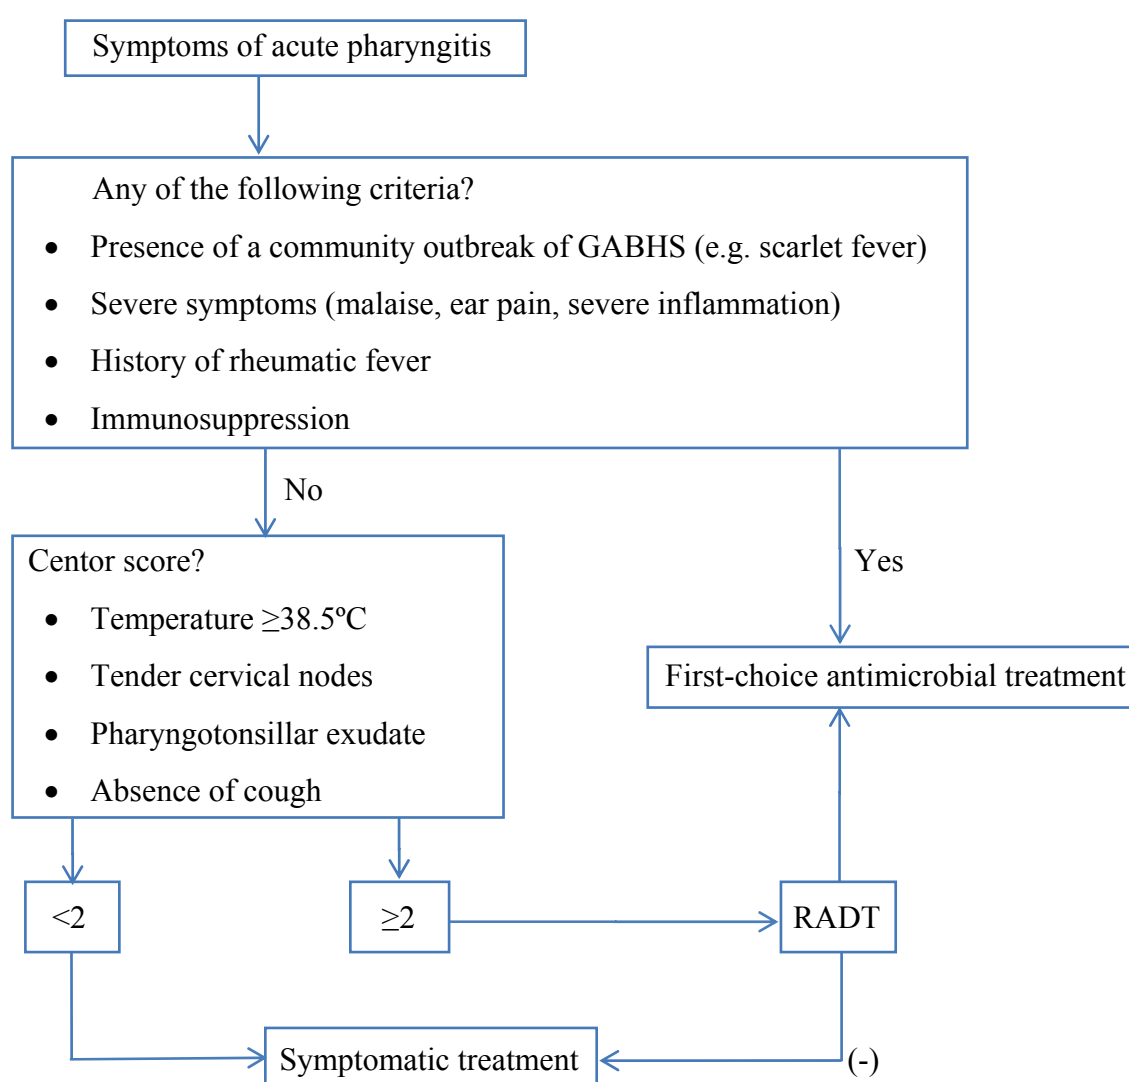 Symptoms of acute pharyngitis
Any of the following criteria?
• Presence of a community outbreak of GABHS (e.g. scarlet fever)
• Severe symptoms (malaise, ear pain, severe inflammation)
• History of rheumatic fever
• Immunosuppression
No
Yes
Centor score?
• Temperature ≥38.5ºC
• Tender cervical nodes
• Pharyngotonsillar exudate
• Absence of cough
First-choice antimicrobial treatment
<2
≥2
RADT
Symptomatic treatment
(-)